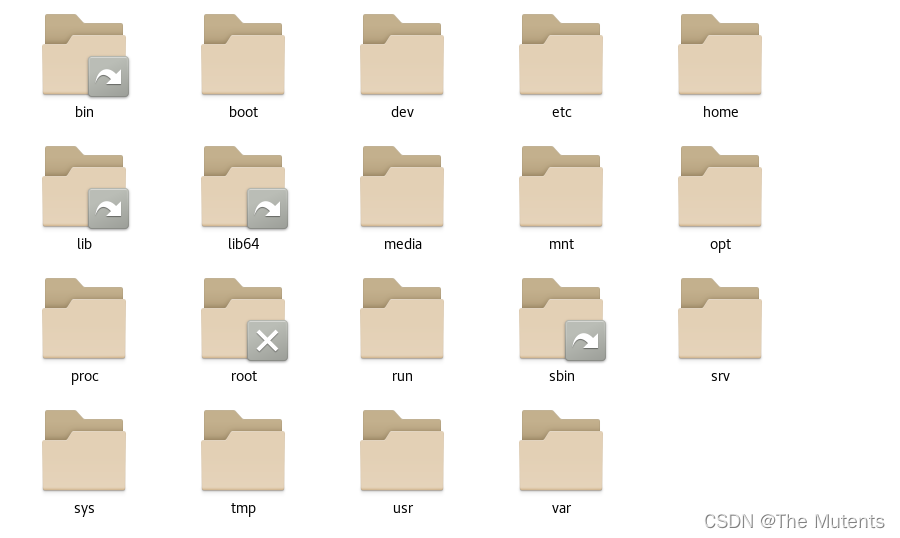 bin boot dev etc home
lib lib64 media mnt opt
proc root run sbin srv
sys tmp usr var
CSDN @The Mutents